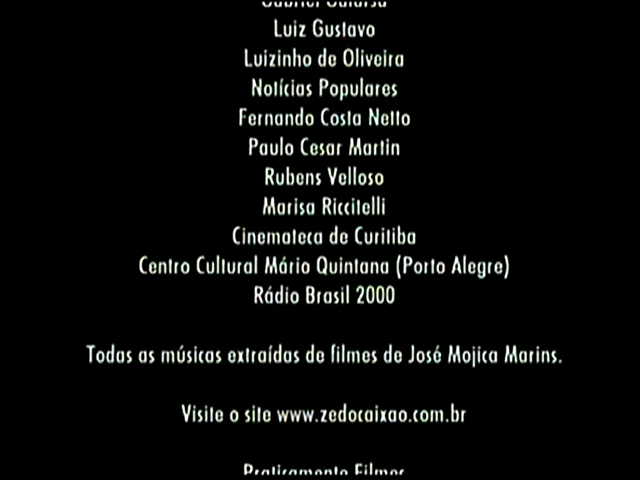 Luiz Gustavo
Luizinho de Oliveira
Notícias Populares
Fernando Costa Netto
Paulo Cesar Martin
Rubens Velloso
Marisa Riccitelli
Cinemateca de Curitiba
Centro Cultural Mário Quintana (Porto Alegre)
Rádio Brasil 2000
Todas as músicas extraídas de filmes de José Mojica Marins.
Visite o site www.zedocaixao.com.br